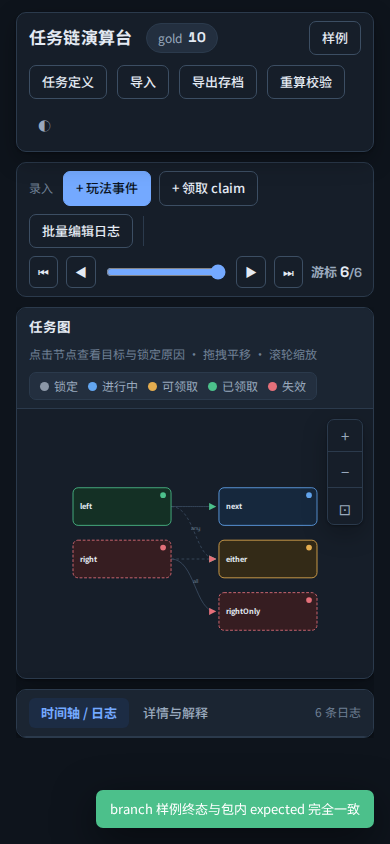 任务链演算台 gold 10 样例
任务定义 导入 导出存档 重算校验
录入 + 玩法事件 + 领取 claim
批量编辑日志
游标 6/6
任务图
点击节点查看目标与锁定原因 · 拖拽平移 · 滚轮缩放
锁定 进行中 可领取 已领取 失效
left next
any
right either
all
rightOnly
时间轴 / 日志 详情与解释 6 条日志
branch 样例终态与包内 expected 完全一致